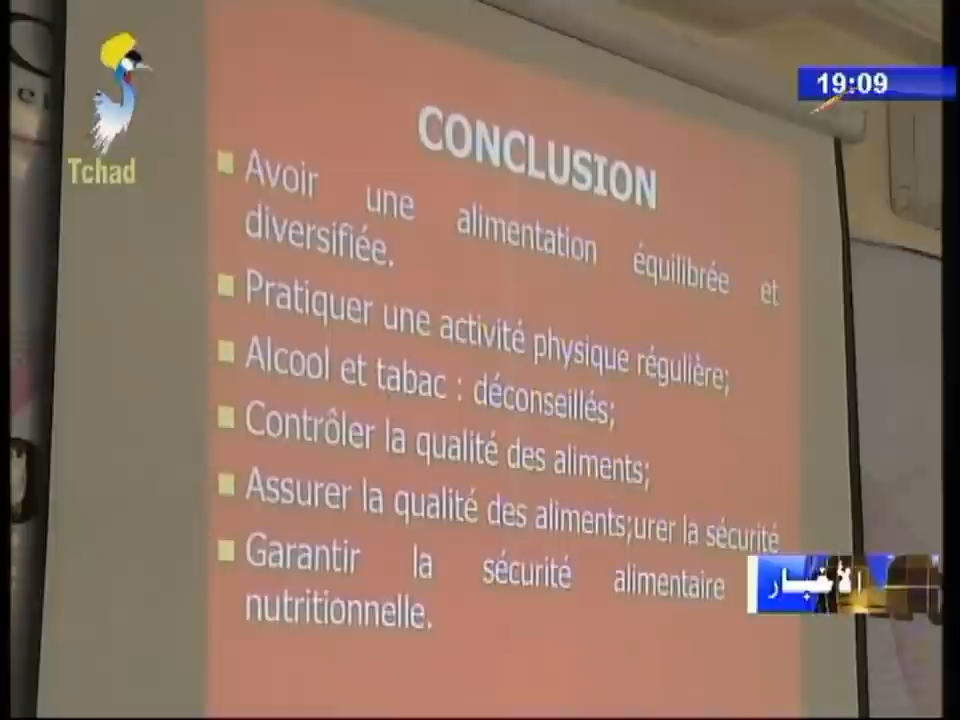 Tchad
19:09
CONCLUSION
Avoir une alimentation équilibrée et
diversifiée.
Pratiquer une activité physique régulière;
Alcool et tabac : déconseillés;
Contrôler la qualité des aliments;
Assurer la qualité des aliments;urer la sécurité
Garantir la sécurité alimentaire
nutritionnelle.
الأخبار